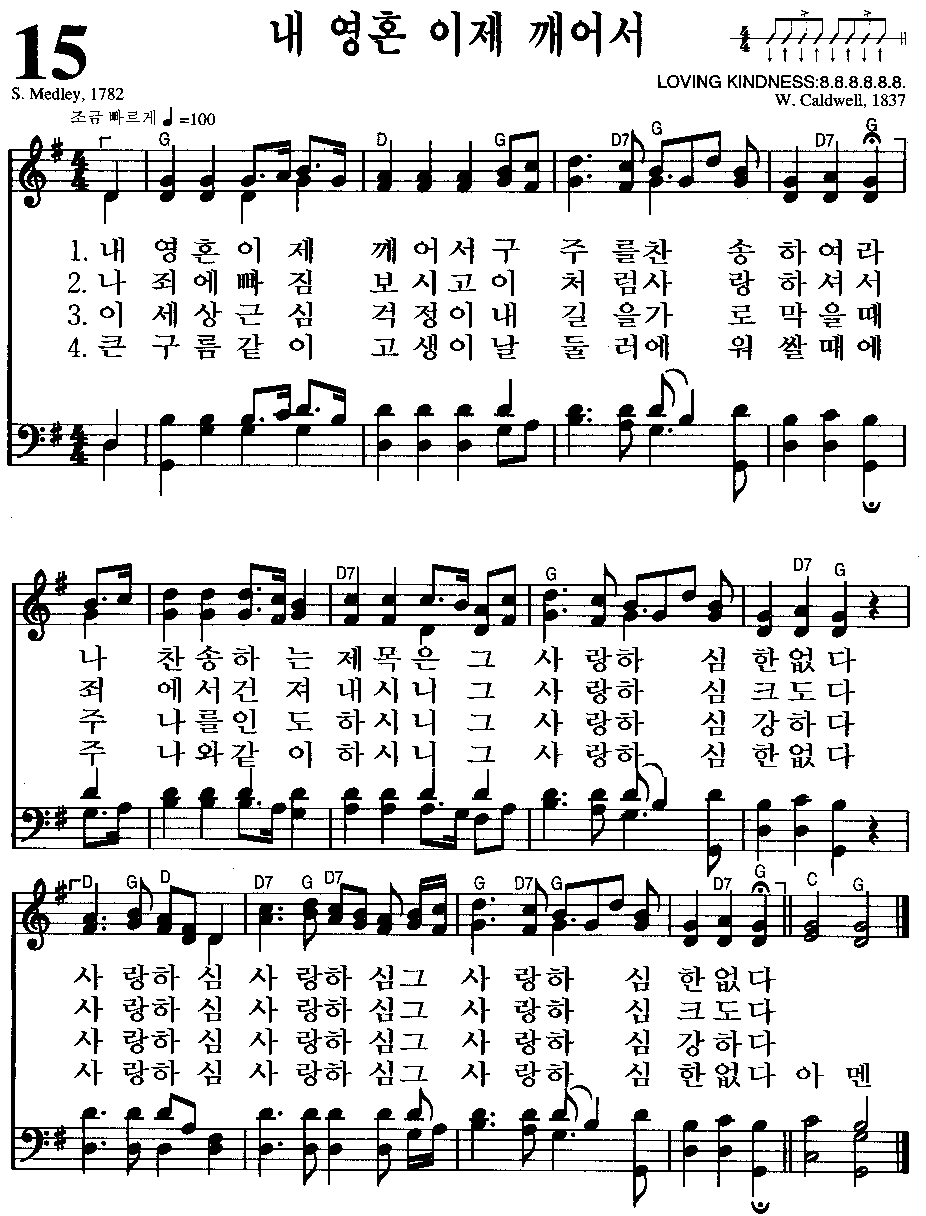 15
내 영혼 이제 깨어서
4 4
LOVING KINDNESS:8.8.8.8.8.8.
S. Medley, 1782
W. Caldwell, 1837
조금 빠르게 ♩=100
G D G D7 G D7 G
1. 내 영혼이 제 깨어서구 주 를찬 송 하여라
2. 나 죄에빠 짐 보시고이 처 럼사 랑 하셔서
3. 이 세상근 심 걱정이내 길 을가 로 막을때
4. 큰 구름같 이 고생이날 둘 러에 워 쌀때에
D7 G D7 G
나 찬송하 는 제목은 그 사 랑하 심 한없다
죄 에서건 져 내시니 그 사 랑하 심 크도다
주 나를인 도 하시니 그 사 랑하 심 강하다
주 나와같 이 하시니 그 사 랑하 심 한없다
D G D D7 G D7 G D7 G D7 G C G
사 랑하 심 사 랑하 심그 사 랑하 심 한없다
사 랑하 심 사 랑하 심그 사 랑하 심 크도다
사 랑하 심 사 랑하 심그 사 랑하 심 강하다
사 랑하 심 사 랑하 심그 사 랑하 심 한없다 아 멘